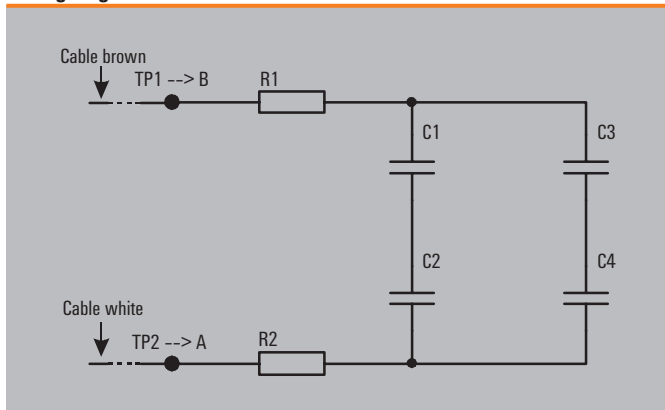 Cable brown
TP1 --> B
R1
C1
C3
C2
C4
Cable white
TP2 --> A
R2